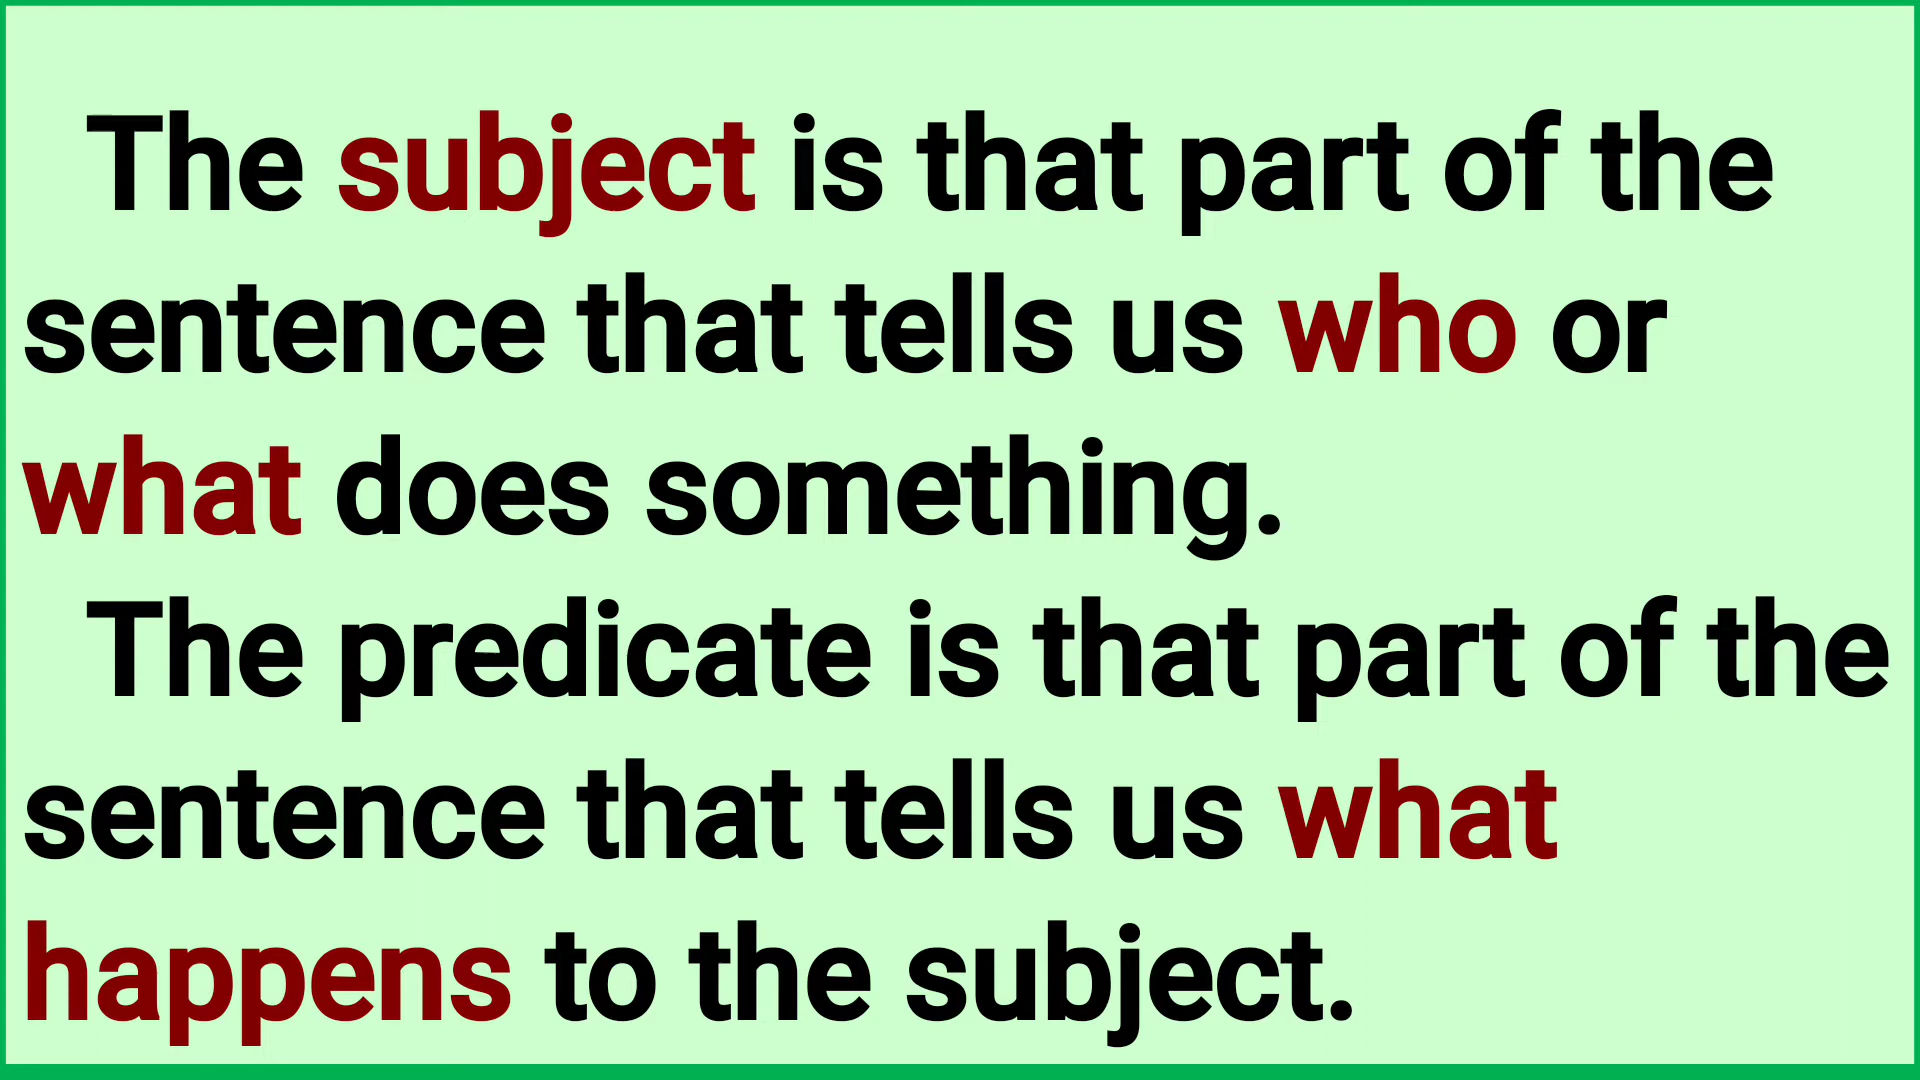 The subject is that part of the
sentence that tells us who or
what does something.
The predicate is that part of the
sentence that tells us what
happens to the subject.